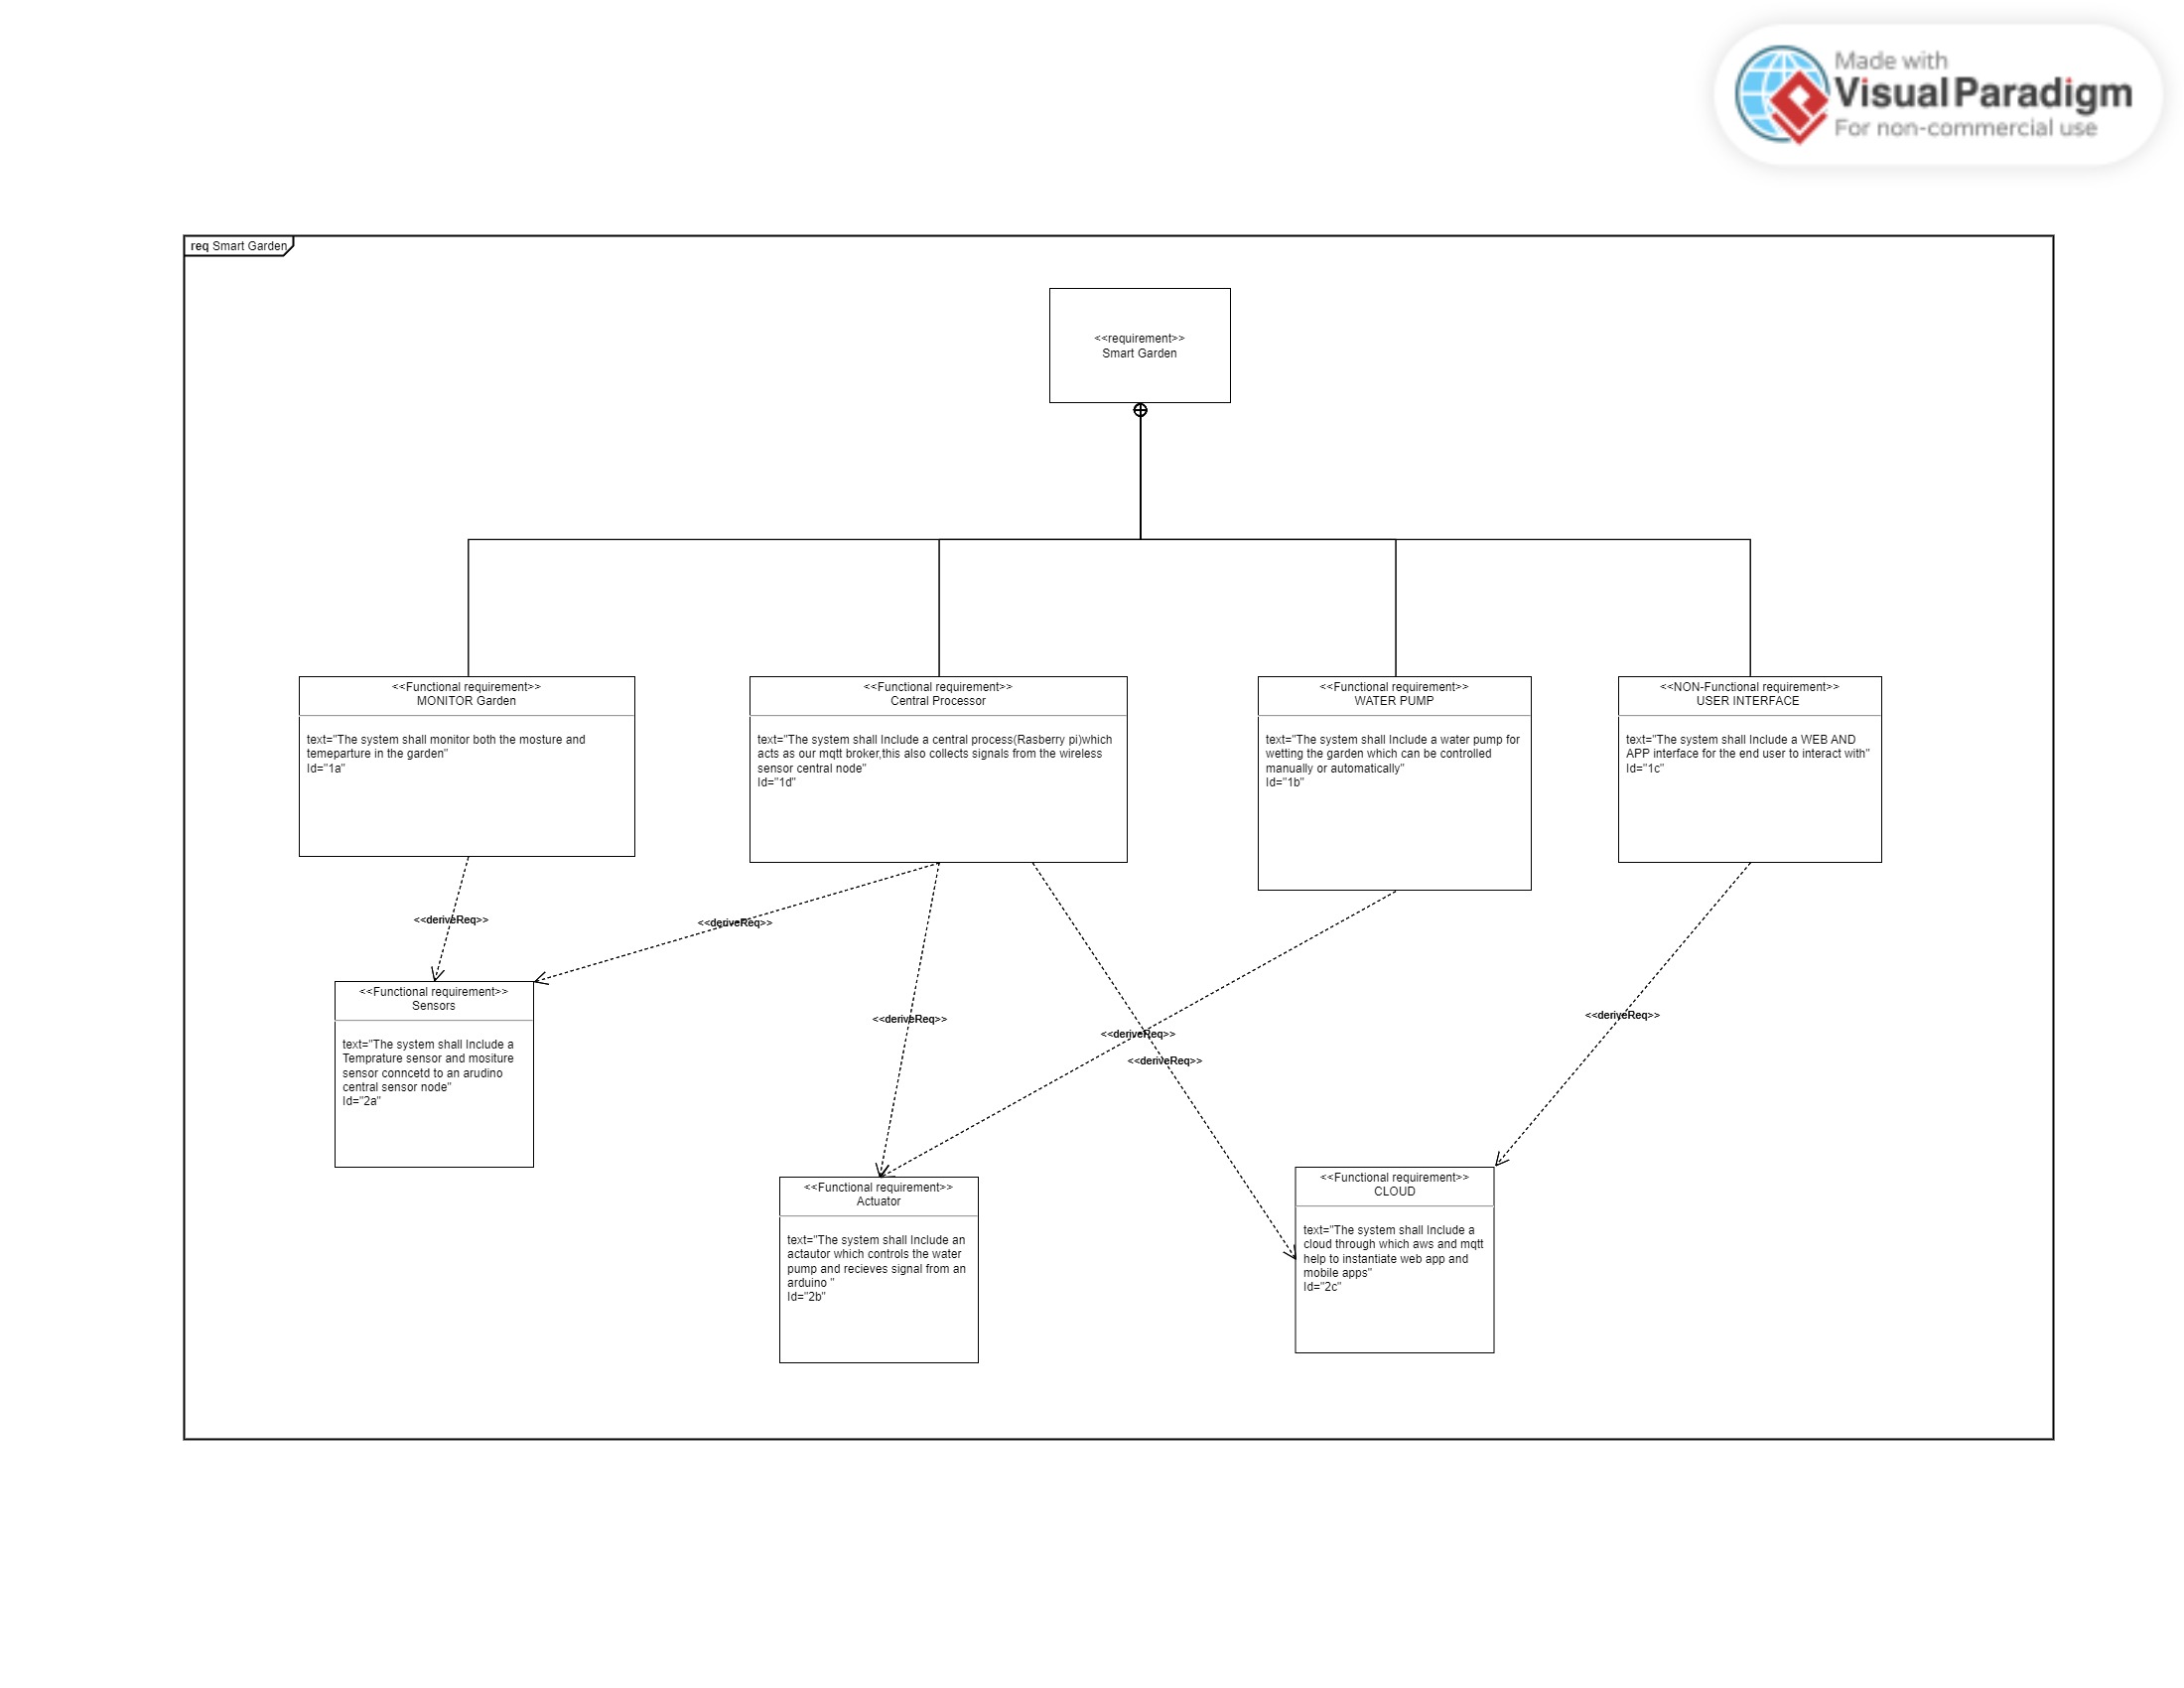 Made with
Visual Paradigm
For non-commercial use
req Smart Garden
<<requirement>>
Smart Garden
<<Functional requirement>>
MONITOR Garden
text="The system shall monitor both the mosture and
temeparture in the garden"
Id="1a"
<<Functional requirement>>
Central Processor
text="The system shall Include a central process(Rasberry pi)which
acts as our mqtt broker,this also collects signals from the wireless
sensor central node"
Id="1d"
<<Functional requirement>>
WATER PUMP
text="The system shall Include a water pump for
wetting the garden which can be controlled
manually or automatically"
Id="1b"
<<NON-Functional requirement>>
USER INTERFACE
text="The system shall Include a WEB AND
APP interface for the end user to interact with"
Id="1c"
<<deriveReq>>
<<deriveReq>>
<<deriveReq>>
<<deriveReq>>
<<deriveReq>>
<<deriveReq>>
<<Functional requirement>>
Sensors
text="The system shall Include a
Temprature sensor and mositure
sensor conncetd to an arudino
central sensor node"
Id="2a"
<<Functional requirement>>
Actuator
text="The system shall Include an
actautor which controls the water
pump and recieves signal from an
arduino "
Id="2b"
<<Functional requirement>>
CLOUD
text="The system shall Include a
cloud through which aws and mqtt
help to instantiate web app and
mobile apps"
Id="2c"